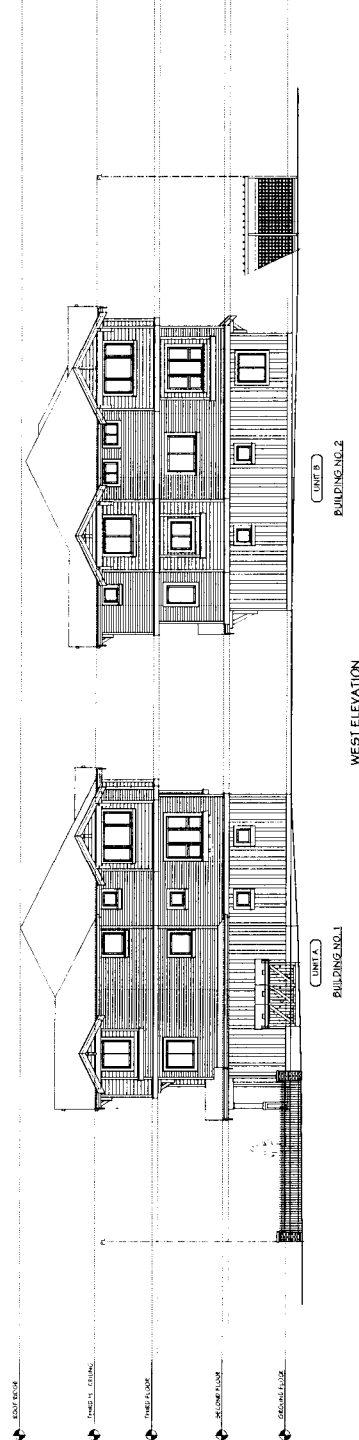 ROOF RIDGE
THIRD FL. CEILING
THIRD FLOOR
SECOND FLOOR
GROUND FLOOR
UNIT A
BUILDING NO. 1
UNIT B
BUILDING NO. 2
WEST ELEVATION
PL